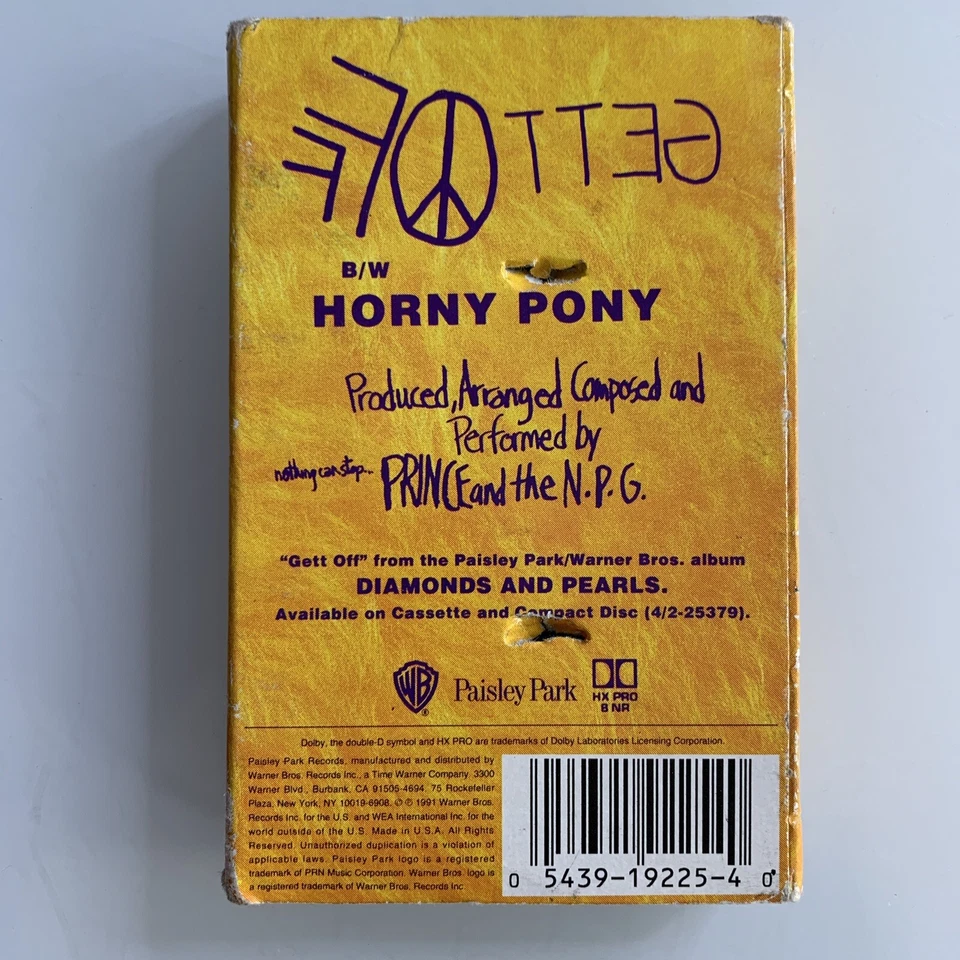 GETT OFF
B/W
HORNY PONY
Produced, Arranged Composed and
Performed by
nothing can stop... PRINCE and the N.P.G.
"Gett Off" from the Paisley Park/Warner Bros. album
DIAMONDS AND PEARLS.
Available on Cassette and Compact Disc (4/2-25379).
WB ® Paisley Park HX PRO
B NR
Dolby, the double-D symbol and HX PRO are trademarks of Dolby Laboratories Licensing Corporation.
Paisley Park Records, manufactured and distributed by
Warner Bros. Records Inc., a Time Warner Company. 3300
Warner Blvd., Burbank, CA 91505-4694. 75 Rockefeller
Plaza, New York, NY 10019-6908. © ℗ 1991 Warner Bros.
Records Inc. for the U.S. and WEA International Inc. for the
world outside of the U.S. Made in U.S.A. All Rights
Reserved. Unauthorized duplication is a violation of
applicable laws. Paisley Park logo is a registered
trademark of PRN Music Corporation. Warner Bros. logo is
a registered trademark of Warner Bros. Records Inc.
0 5439-19225-4 0